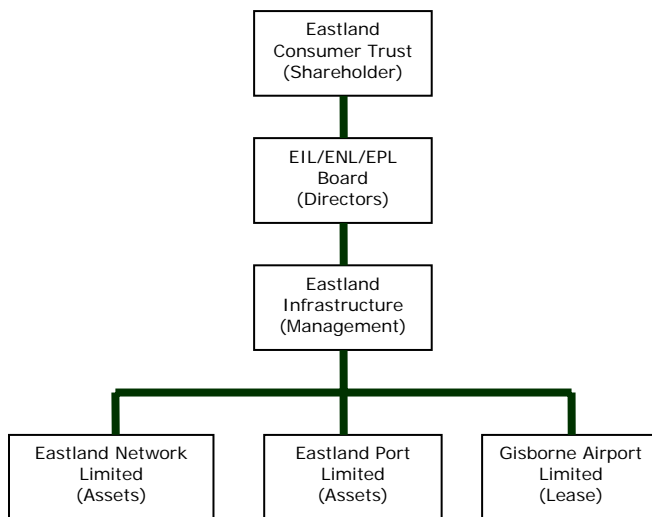 Eastland
Consumer Trust
(Shareholder)
EIL/ENL/EPL
Board
(Directors)
Eastland
Infrastructure
(Management)
Eastland Network
Limited
(Assets)
Eastland Port
Limited
(Assets)
Gisborne Airport
Limited
(Lease)